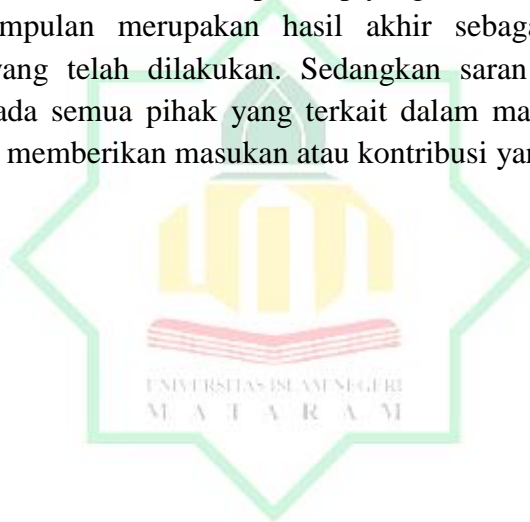 mpulan merupakan hasil akhir sebaga
yang telah dilakukan. Sedangkan saran
ada semua pihak yang terkait dalam ma
memberikan masukan atau kontribusi yan
UNIVERSITAS ISLAM NEGERI
M A T A R A M